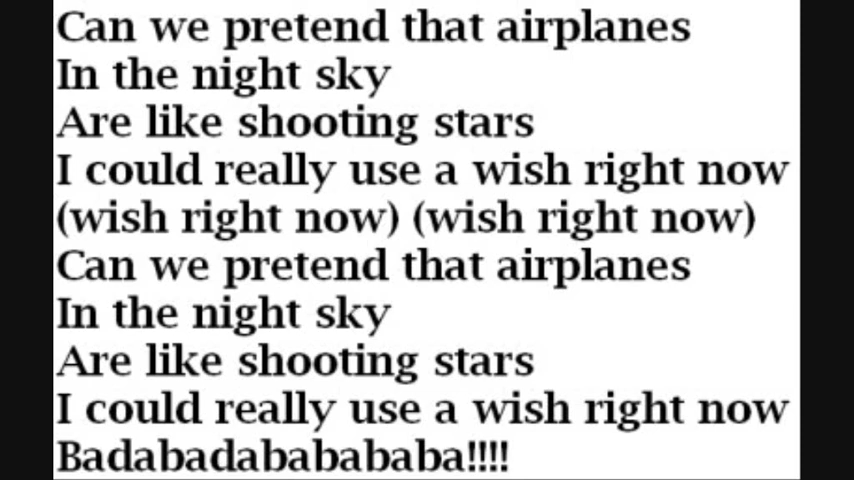 Can we pretend that airplanes
In the night sky
Are like shooting stars
I could really use a wish right now
(wish right now) (wish right now)
Can we pretend that airplanes
In the night sky
Are like shooting stars
I could really use a wish right now
Badabadabababababa!!!!